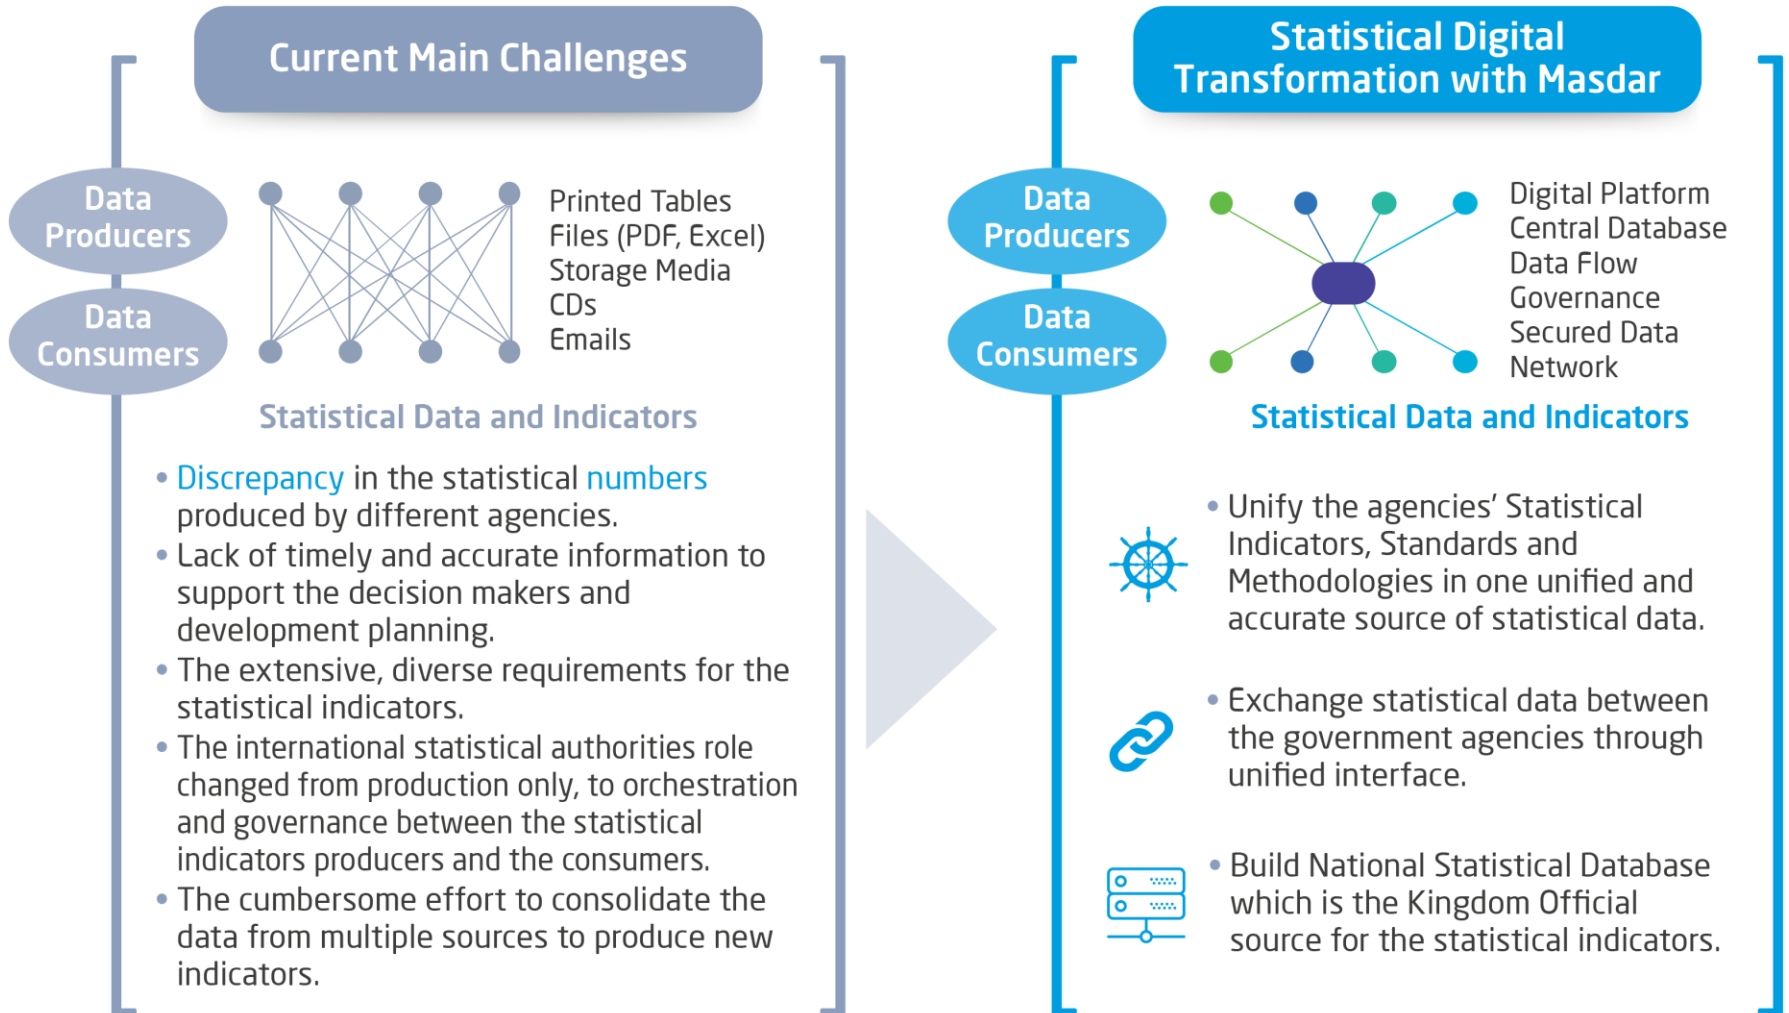 Current Main Challenges
Data
Producers
Data
Consumers
Printed Tables
Files (PDF, Excel)
Storage Media
CDs
Emails
Statistical Data and Indicators
• Discrepancy in the statistical numbers
produced by different agencies.
• Lack of timely and accurate information to
support the decision makers and
development planning.
• The extensive, diverse requirements for the
statistical indicators.
• The international statistical authorities role
changed from production only, to orchestration
and governance between the statistical
indicators producers and the consumers.
• The cumbersome effort to consolidate the
data from multiple sources to produce new
indicators.
Statistical Digital
Transformation with Masdar
Data
Producers
Data
Consumers
Digital Platform
Central Database
Data Flow
Governance
Secured Data
Network
Statistical Data and Indicators
• Unify the agencies’ Statistical
Indicators, Standards and
Methodologies in one unified and
accurate source of statistical data.
• Exchange statistical data between
the government agencies through
unified interface.
• Build National Statistical Database
which is the Kingdom Official
source for the statistical indicators.